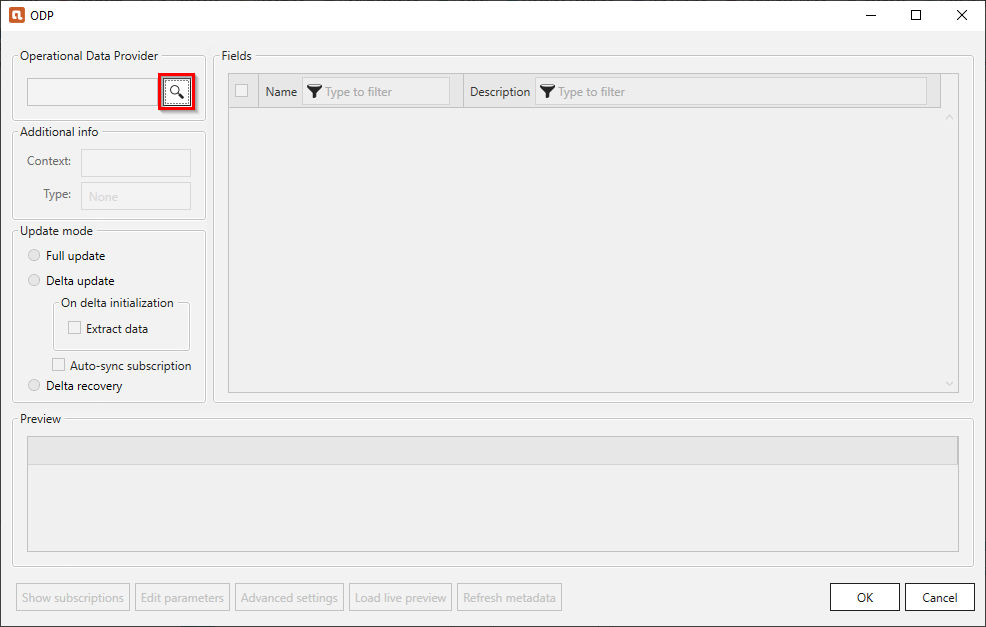 ODP
Operational Data Provider
Additional info
Context:
Type: None
Update mode
Full update
Delta update
On delta initialization
Extract data
Auto-sync subscription
Delta recovery
Fields
Name Type to filter Description Type to filter
Preview
Show subscriptions Edit parameters Advanced settings Load live preview Refresh metadata OK Cancel